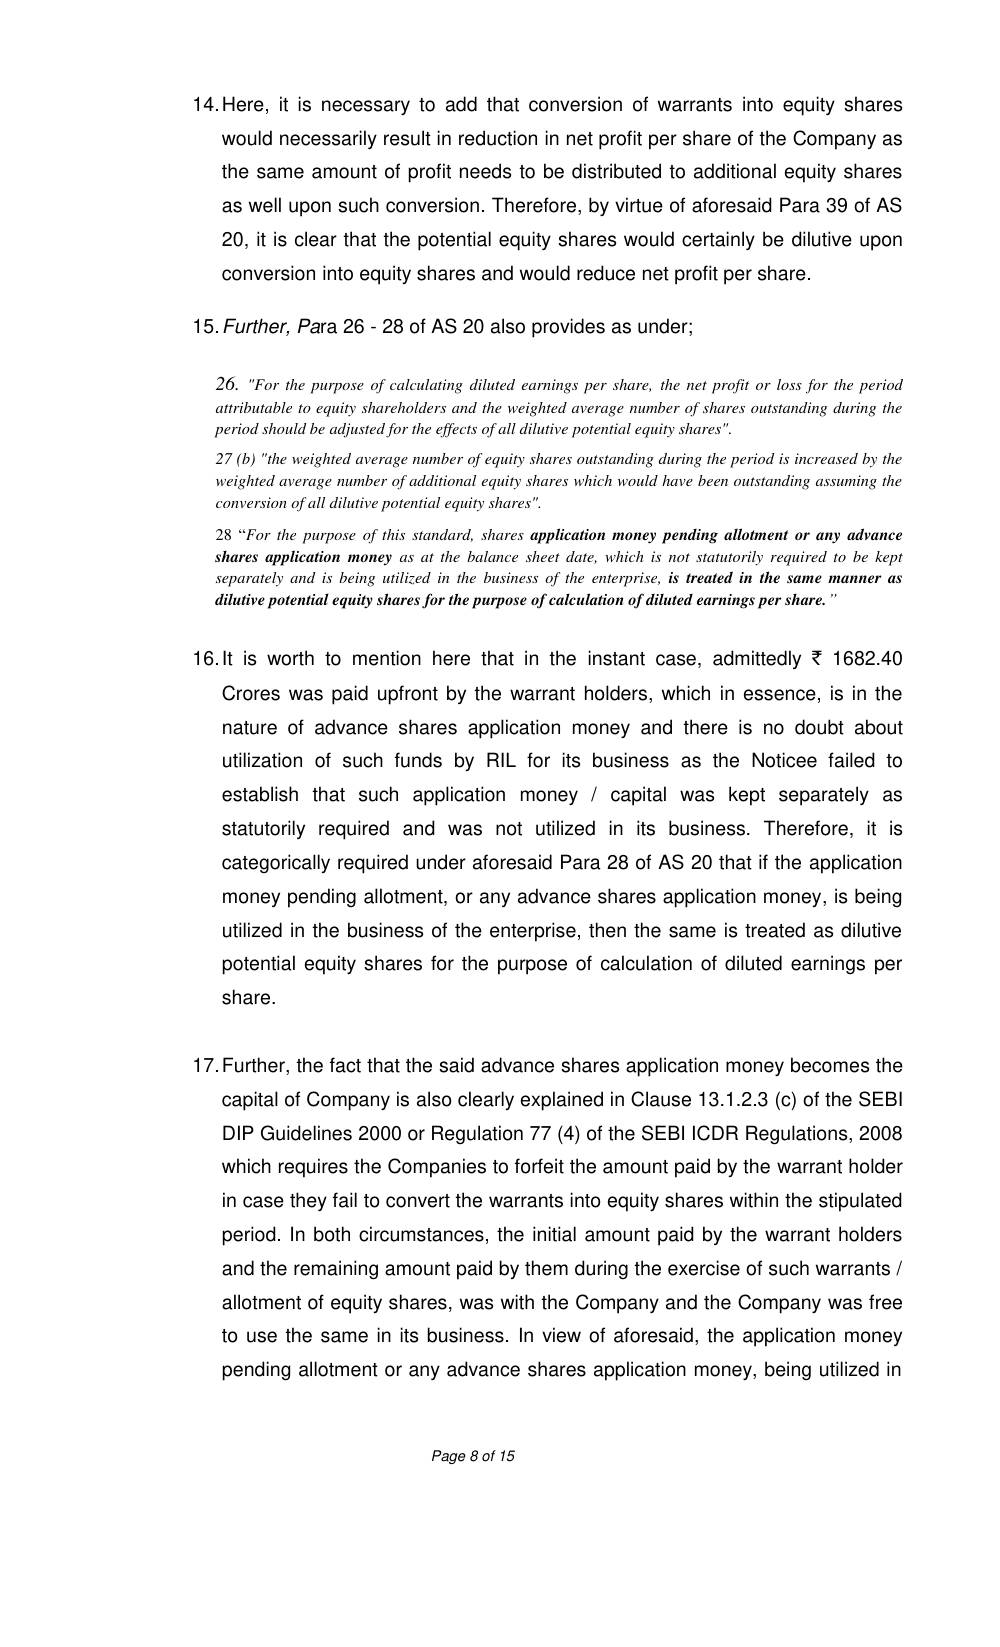 14. Here, it is necessary to add that conversion of warrants into equity shares
would necessarily result in reduction in net profit per share of the Company as
the same amount of profit needs to be distributed to additional equity shares
as well upon such conversion. Therefore, by virtue of aforesaid Para 39 of AS
20, it is clear that the potential equity shares would certainly be dilutive upon
conversion into equity shares and would reduce net profit per share.
15. Further, Para 26 - 28 of AS 20 also provides as under;
26. "For the purpose of calculating diluted earnings per share, the net profit or loss for the period
attributable to equity shareholders and the weighted average number of shares outstanding during the
period should be adjusted for the effects of all dilutive potential equity shares".
27 (b) "the weighted average number of equity shares outstanding during the period is increased by the
weighted average number of additional equity shares which would have been outstanding assuming the
conversion of all dilutive potential equity shares".
28 “For the purpose of this standard, shares application money pending allotment or any advance
shares application money as at the balance sheet date, which is not statutorily required to be kept
separately and is being utilized in the business of the enterprise, is treated in the same manner as
dilutive potential equity shares for the purpose of calculation of diluted earnings per share.”
16. It is worth to mention here that in the instant case, admittedly ₹ 1682.40
Crores was paid upfront by the warrant holders, which in essence, is in the
nature of advance shares application money and there is no doubt about
utilization of such funds by RIL for its business as the Noticee failed to
establish that such application money / capital was kept separately as
statutorily required and was not utilized in its business. Therefore, it is
categorically required under aforesaid Para 28 of AS 20 that if the application
money pending allotment, or any advance shares application money, is being
utilized in the business of the enterprise, then the same is treated as dilutive
potential equity shares for the purpose of calculation of diluted earnings per
share.
17. Further, the fact that the said advance shares application money becomes the
capital of Company is also clearly explained in Clause 13.1.2.3 (c) of the SEBI
DIP Guidelines 2000 or Regulation 77 (4) of the SEBI ICDR Regulations, 2008
which requires the Companies to forfeit the amount paid by the warrant holder
in case they fail to convert the warrants into equity shares within the stipulated
period. In both circumstances, the initial amount paid by the warrant holders
and the remaining amount paid by them during the exercise of such warrants /
allotment of equity shares, was with the Company and the Company was free
to use the same in its business. In view of aforesaid, the application money
pending allotment or any advance shares application money, being utilized in
Page 8 of 15